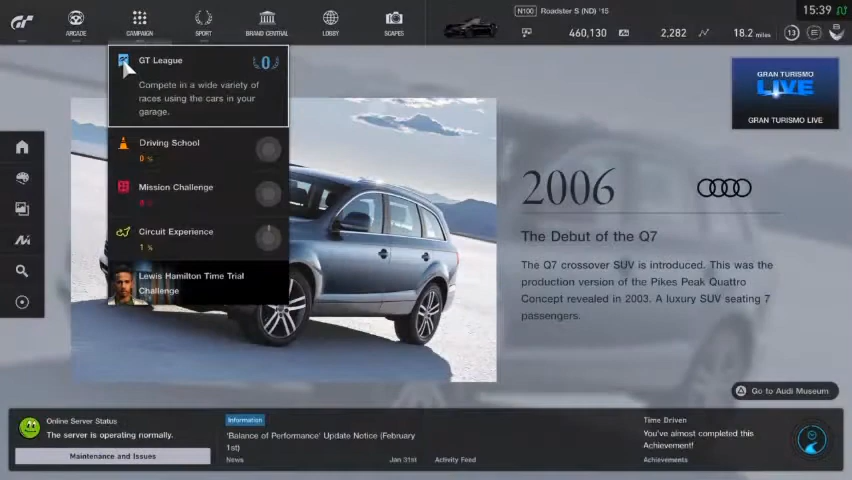 N100 Roadster S (ND) '15
15:39
ARCADE
CAMPAIGN
SPORT
BRAND CENTRAL
LOBBY
SCAPES
460,130
2,282
18.2 miles
13
GT League
0
Compete in a wide variety of
races using the cars in your
garage.
Driving School
0 %
Mission Challenge
Circuit Experience
1 %
Lewis Hamilton Time Trial
Challenge
GRAN TURISMO
LIVE
GRAN TURISMO LIVE
2006
The Debut of the Q7
The Q7 crossover SUV is introduced. This was the
production version of the Pikes Peak Quattro
Concept revealed in 2003. A luxury SUV seating 7
passengers.
Go to Audi Museum
Online Server Status
The server is operating normally.
Maintenance and Issues
Information
'Balance of Performance' Update Notice (February
1st)
News
Jan 31st
Activity Feed
Time Driven
You've almost completed this
Achievement!
Achievements